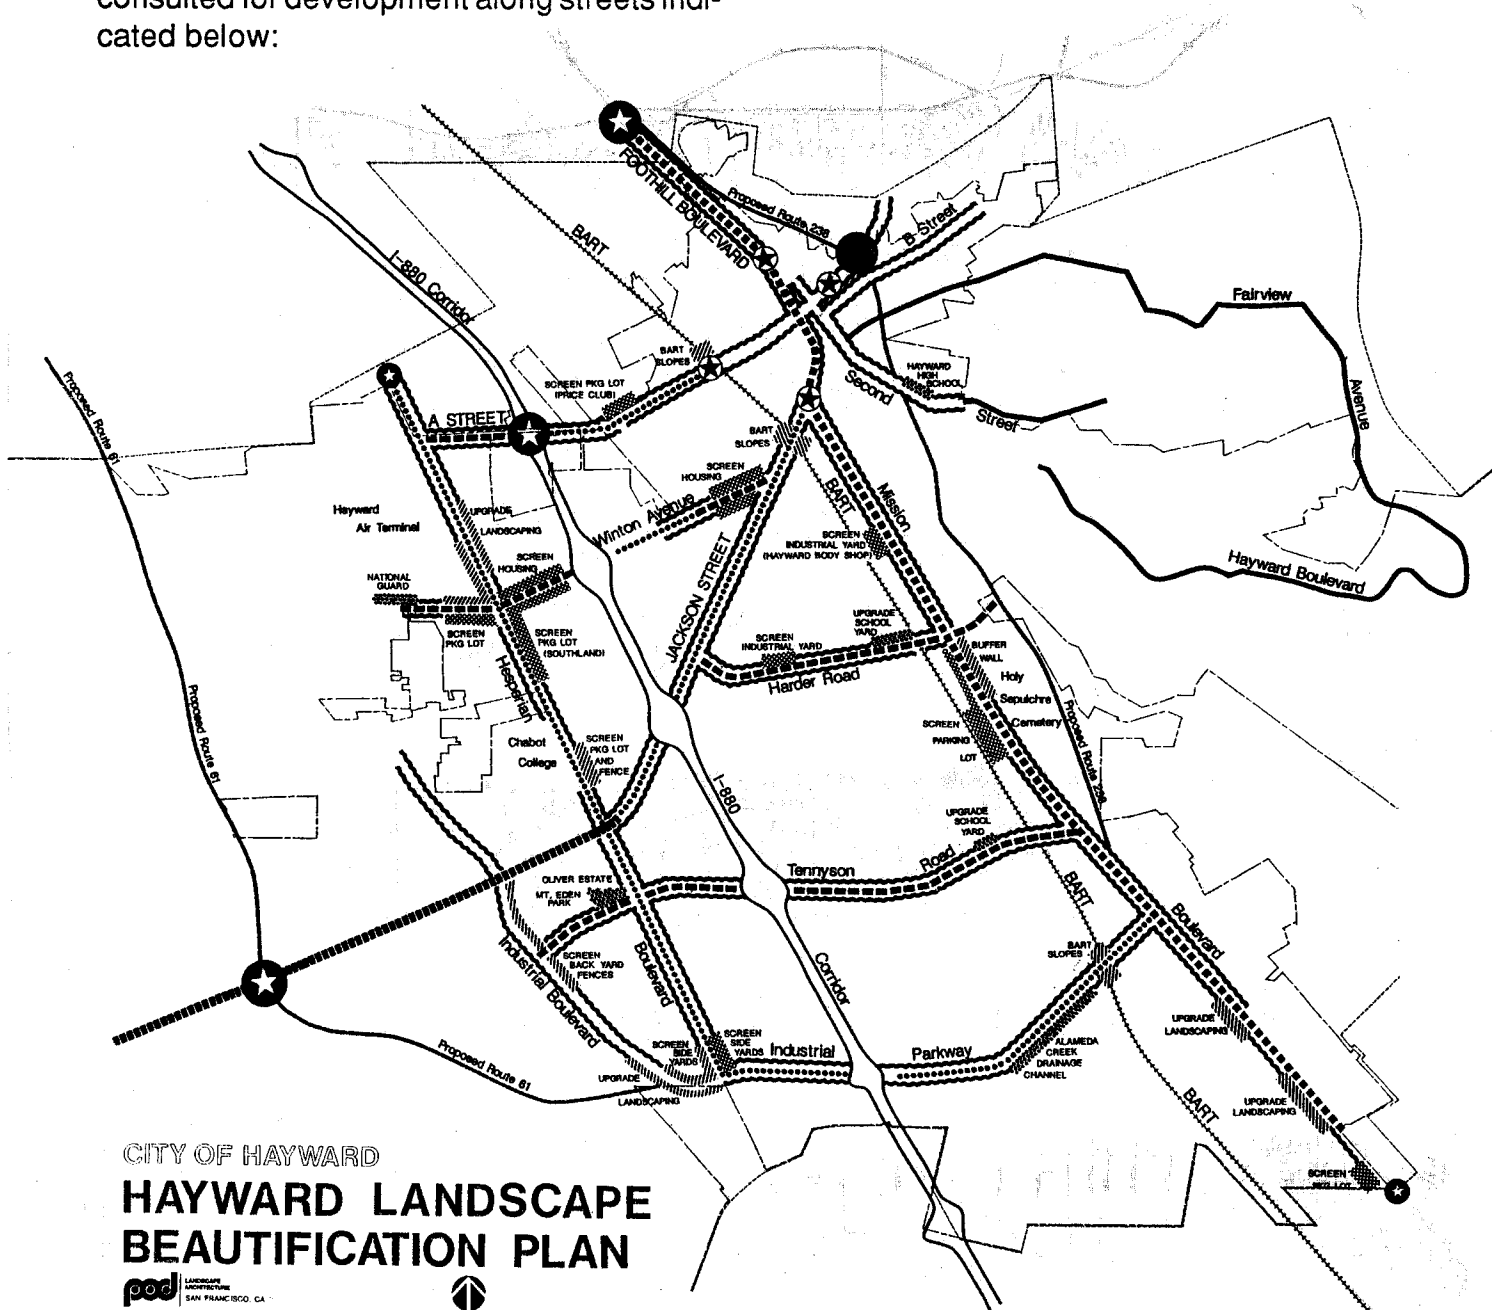 consulted for development along streets indi-
cated below:
FOOTHILL BOULEVARD
Proposed Route 238
B Street
BART
I-880 Corridor
Fairview
Avenue
Proposed Route 61
BART
SLOPES
HAYWARD
HIGH
SCHOOL
SCREEN PKG LOT
(PRICE CLUB)
Second
Street
A STREET
BART
SLOPES
SCREEN
HOUSING
BART
Mission
Winton Avenue
Hayward
Air Terminal
UPGRADE
LANDSCAPING
SCREEN
INDUSTRIAL YARD
(HAYWARD BODY SHOP)
SCREEN
HOUSING
Hayward Boulevard
NATIONAL
GUARD
JACKSON STREET
UPGRADE
SCHOOL
YARD
SCREEN
PKG LOT
SCREEN
PKG LOT
(SOUTHLAND)
SCREEN
INDUSTRIAL YARD
BUFFER
WALL
Harder Road
Holy
Sepulchre
Cemetery
Hesperian
Proposed Route 61
SCREEN
PARKING
LOT
Proposed Route 238
Chabot
College
SCREEN
PKG LOT
AND
FENCE
I-880
UPGRADE
SCHOOL
YARD
Tennyson
Road
OLIVER ESTATE
MT. EDEN
PARK
BART
Boulevard
Industrial Boulevard
SCREEN
BACK YARD
FENCES
Boulevard
Corridor
BART
SLOPES
UPGRADE
LANDSCAPING
SCREEN
SIDE
YARDS
SCREEN
SIDE
YARDS
Industrial
Parkway
ALAMEDA
CREEK
DRAINAGE
CHANNEL
Proposed Route 61
UPGRADE
LANDSCAPING
BART
UPGRADE
LANDSCAPING
SCREEN
PKG LOT
CITY OF HAYWARD
HAYWARD LANDSCAPE
BEAUTIFICATION PLAN
pod
LANDSCAPE
ARCHITECTURE
SAN FRANCISCO, CA